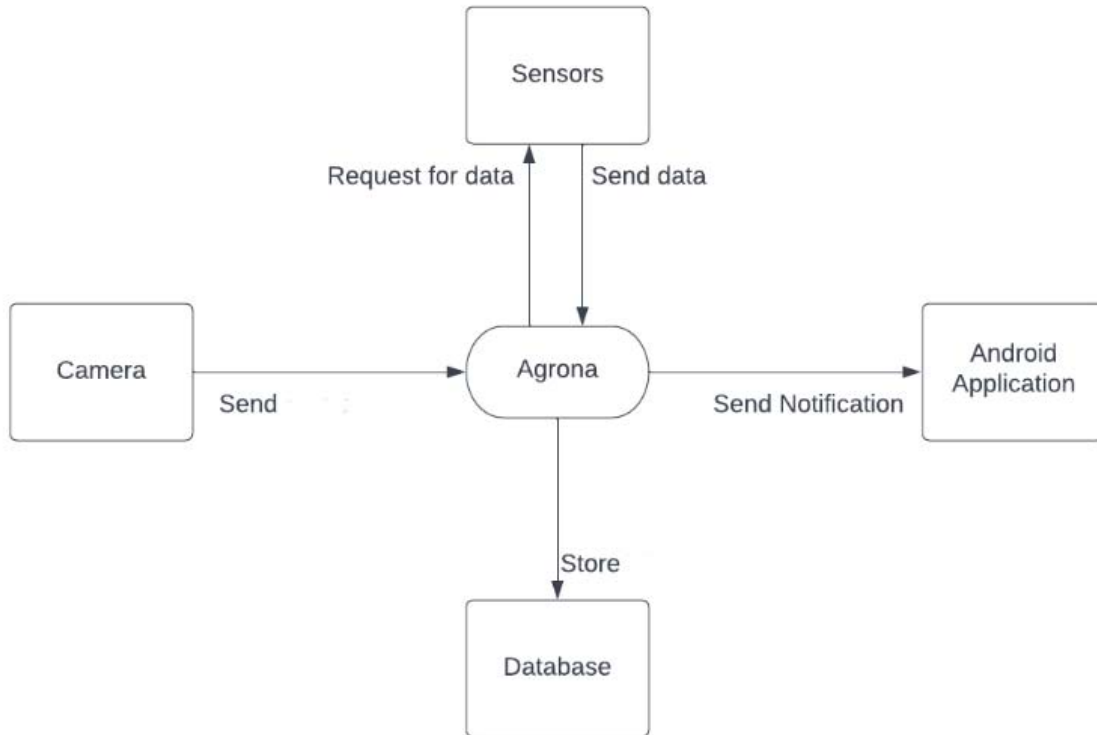 Sensors
Request for data
Send data
Camera
Send
Agrona
Send Notification
Android
Application
Store
Database